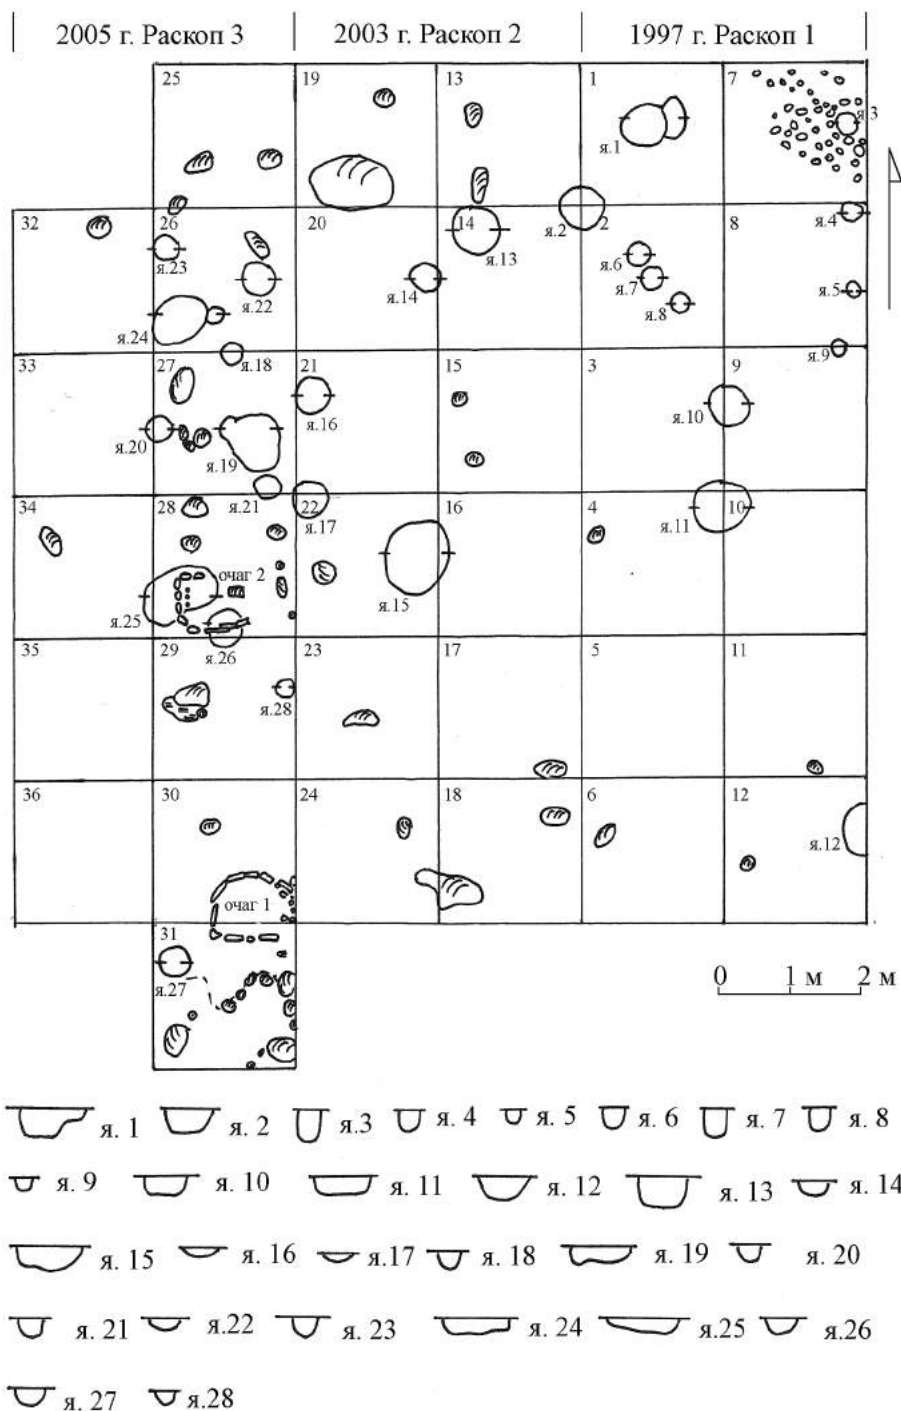 2005 г. Раскоп 3 2003 г. Раскоп 2 1997 г. Раскоп 1
25 19 13 1 7
я.3
я.1
32 26 20 14 2 8
я.2 я.4
я.23 я.13 я.6
я.22 я.14 я.7 я.5
я.24 я.8
33 27 я.18 21 15 3 9 я.9
я.20 я.19 я.16 я.10
34 28 я.21 22 16 4 10
я.17 я.11
очаг 2
я.25 я.15
35 29 я.26 23 17 5 11
я.28
36 30 24 18 6 12
я.12
очаг 1
31
я.27
0 1 м 2 м
я. 1 я. 2 я.3 я. 4 я. 5 я. 6 я. 7 я. 8
я. 9 я. 10 я. 11 я. 12 я. 13 я. 14
я. 15 я. 16 я.17 я. 18 я. 19 я. 20
я. 21 я.22 я. 23 я. 24 я.25 я.26
я. 27 я.28